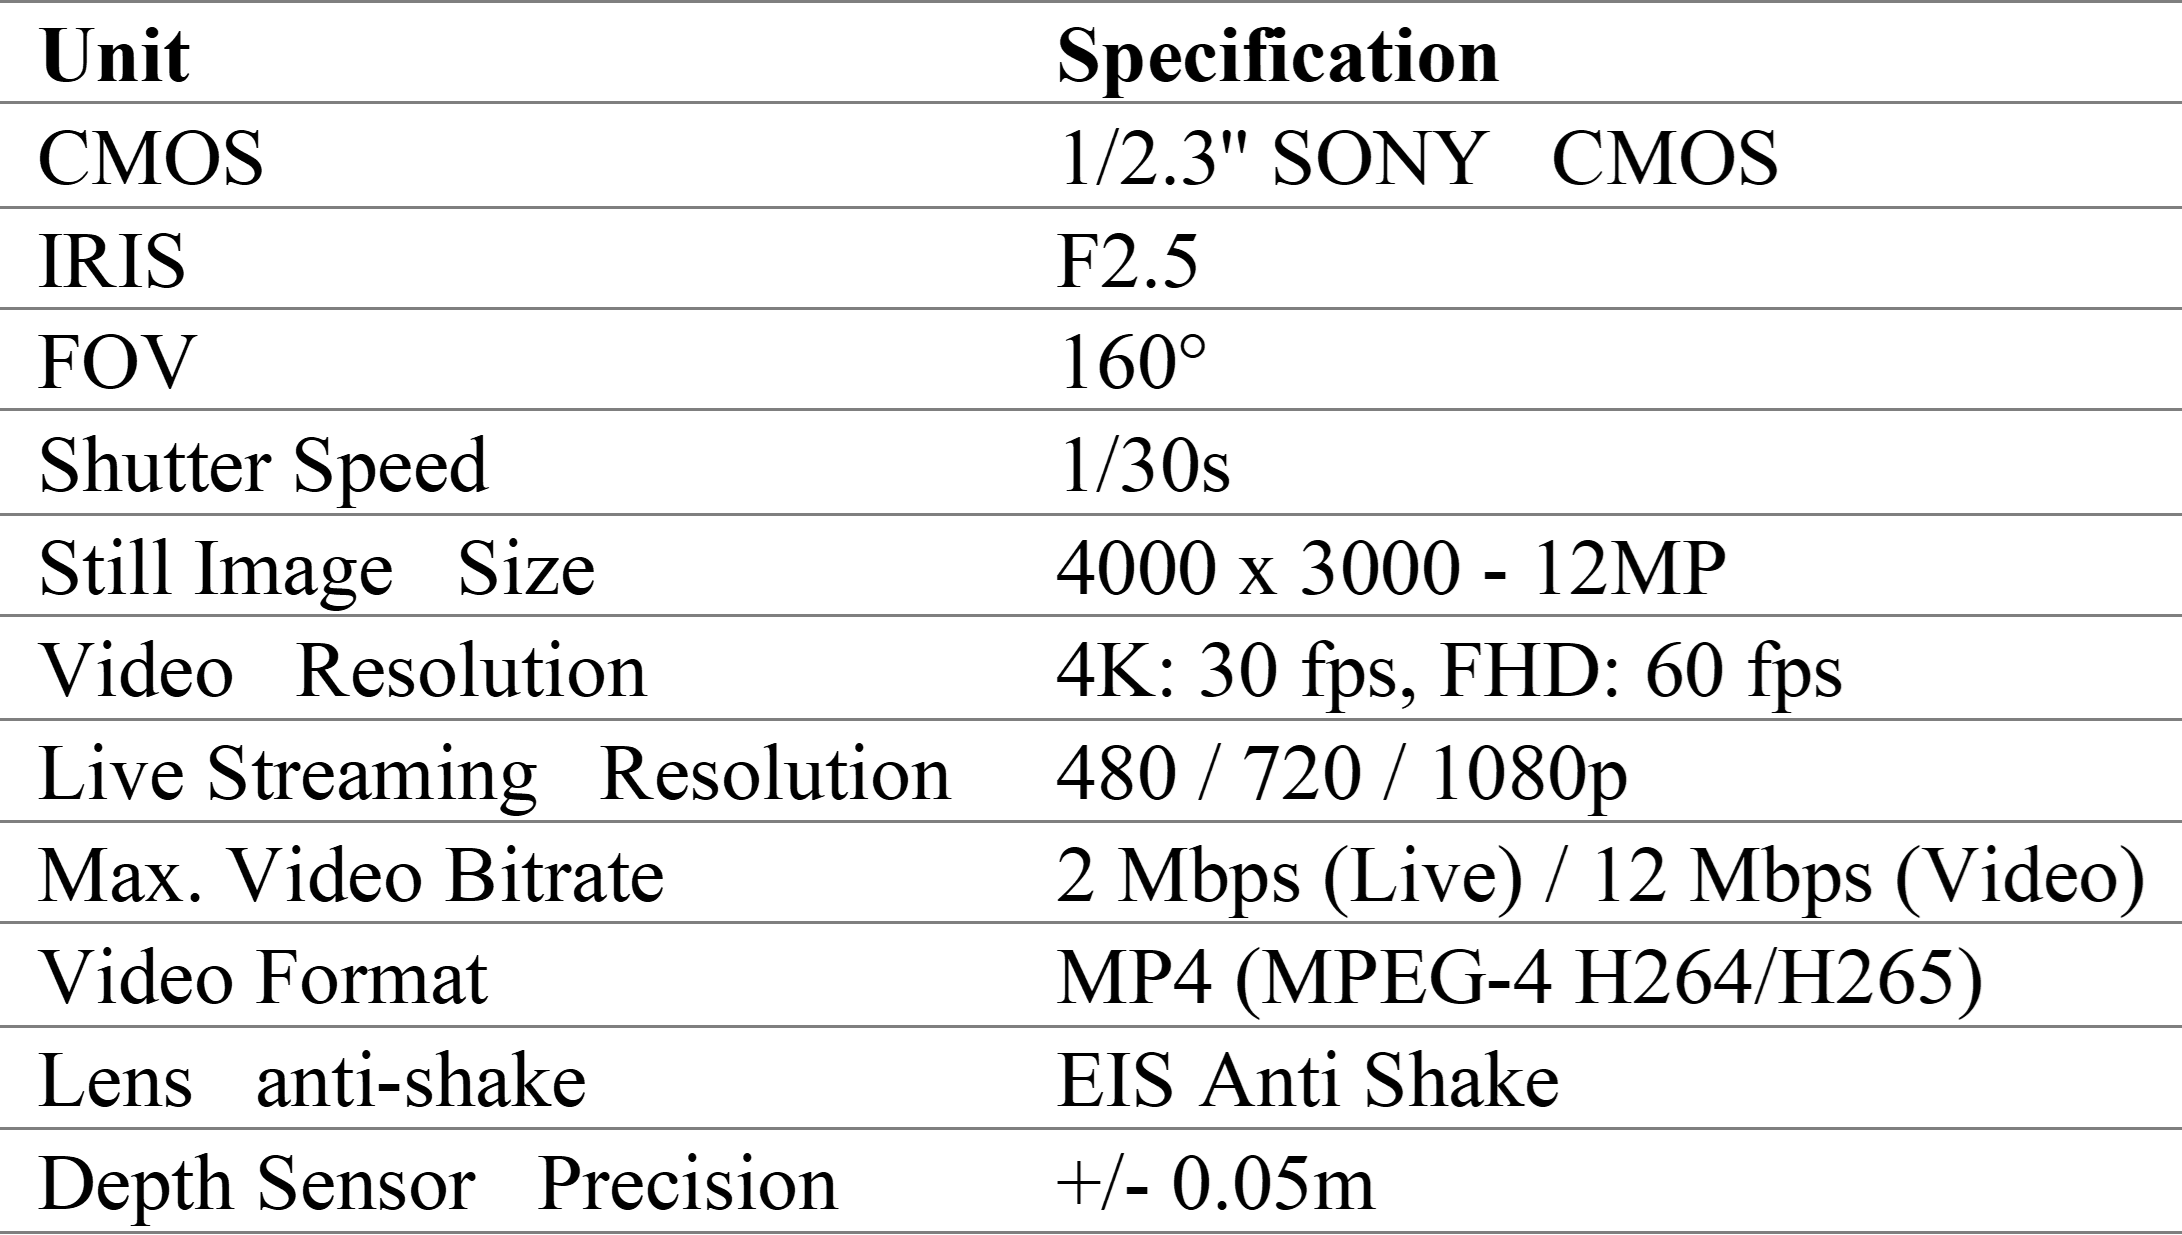 Unit Specification
CMOS 1/2.3" SONY CMOS
IRIS F2.5
FOV 160°
Shutter Speed 1/30s
Still Image Size 4000 x 3000 - 12MP
Video Resolution 4K: 30 fps, FHD: 60 fps
Live Streaming Resolution 480 / 720 / 1080p
Max. Video Bitrate 2 Mbps (Live) / 12 Mbps (Video)
Video Format MP4 (MPEG-4 H264/H265)
Lens anti-shake EIS Anti Shake
Depth Sensor Precision +/- 0.05m